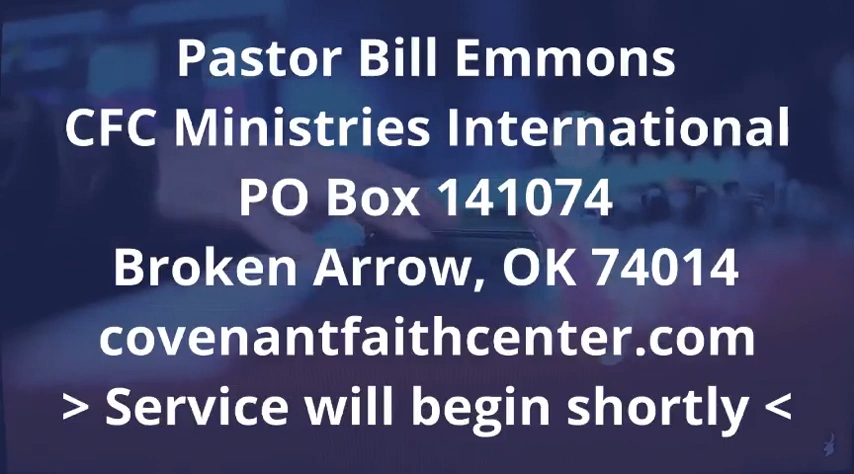 Pastor Bill Emmons
CFC Ministries International
PO Box 141074
Broken Arrow, OK 74014
covenantfaithcenter.com
> Service will begin shortly <